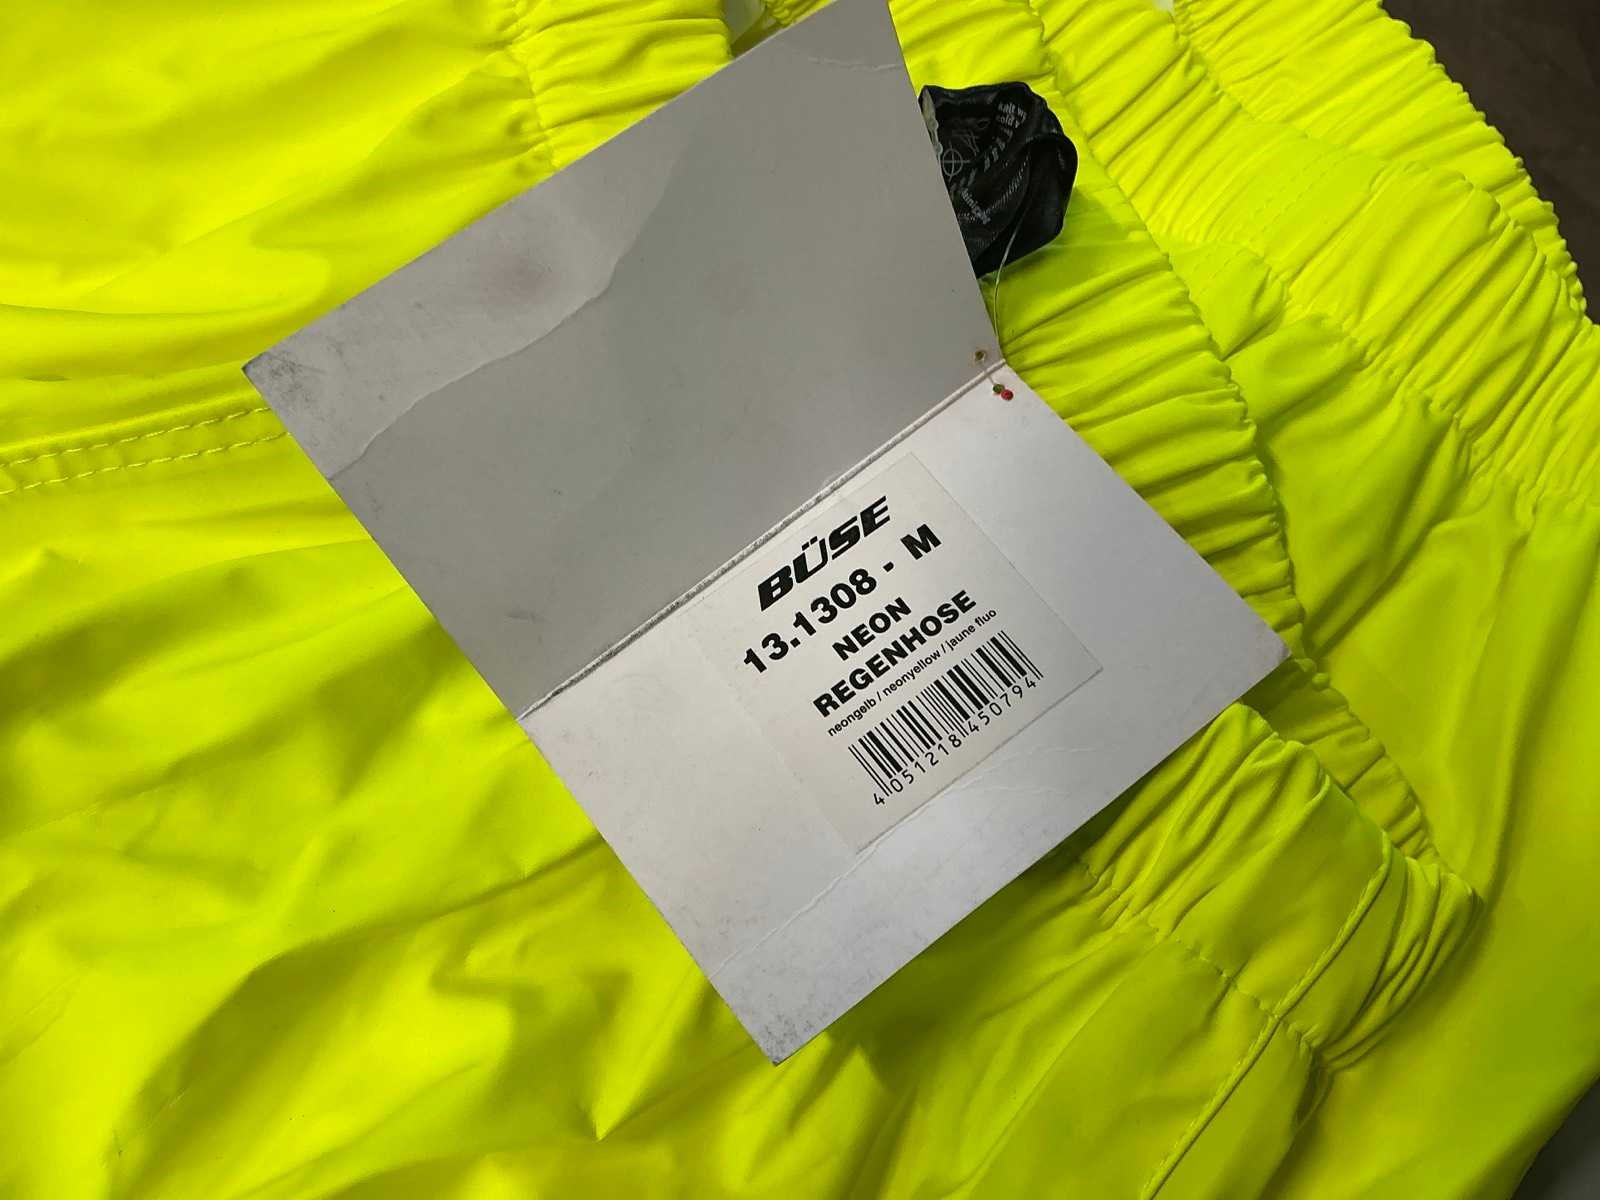 BÜSE
13.1308 - M
NEON
REGENHOSE
neongelb / neonyellow / jaune fluo
4 051218 450794